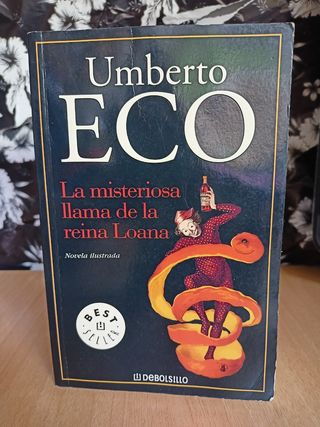 Umberto
ECO
La misteriosa
llama de la
reina Loana
Novela ilustrada
BEST
SELLER
DEBOLSILLO